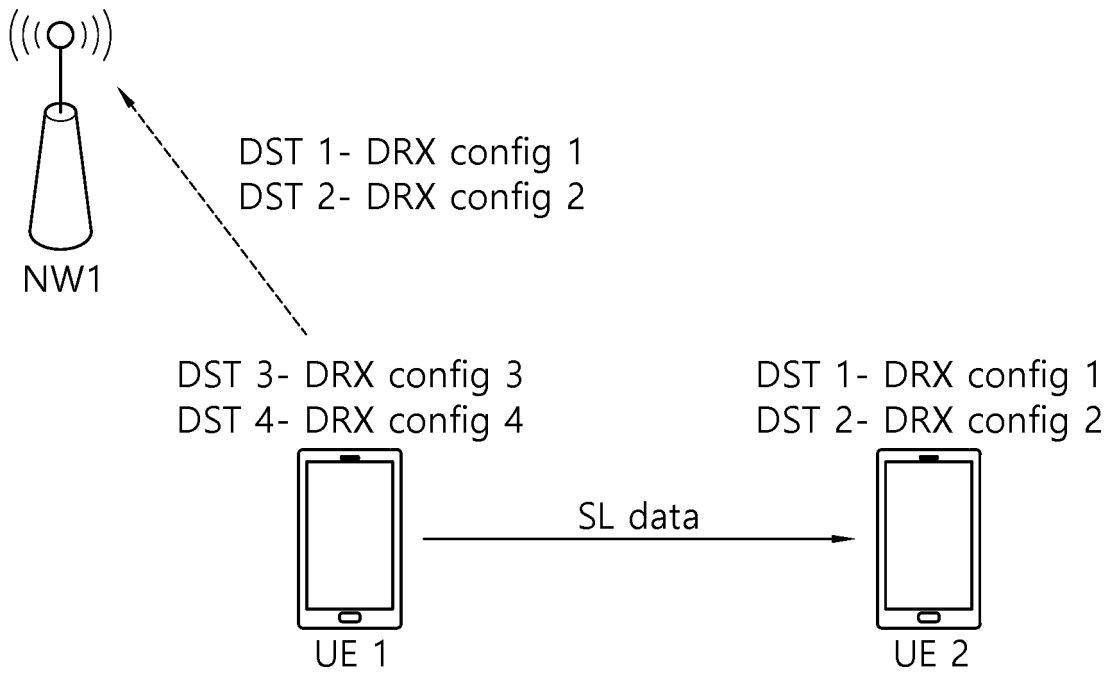 DST 1- DRX config 1
DST 2- DRX config 2
NW1
DST 3- DRX config 3
DST 4- DRX config 4
DST 1- DRX config 1
DST 2- DRX config 2
SL data
UE 1
UE 2